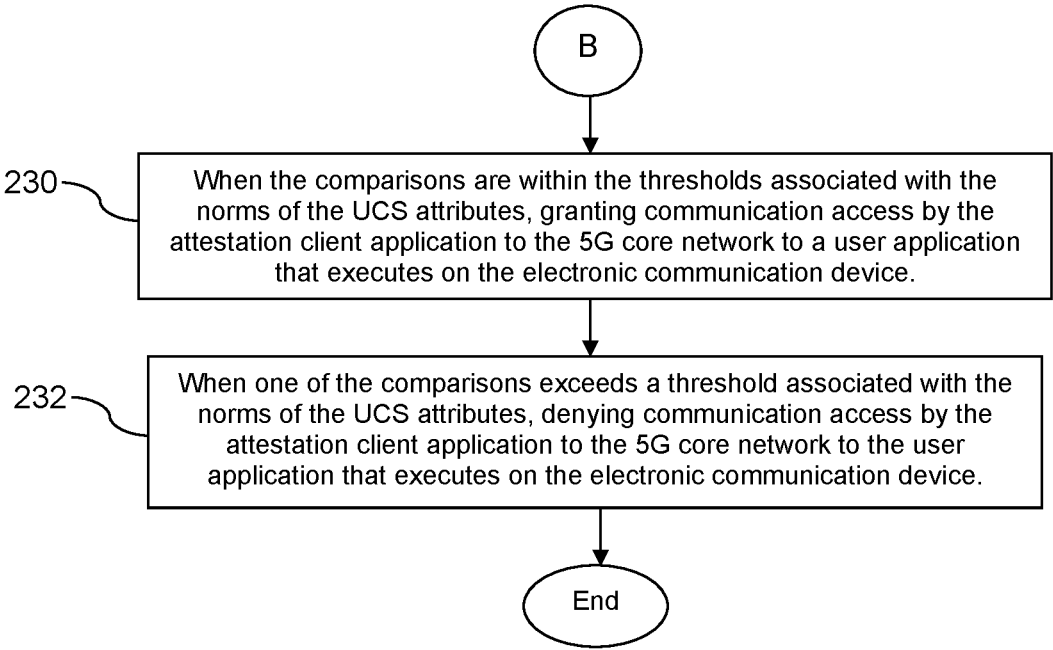 B
230
When the comparisons are within the thresholds associated with the
norms of the UCS attributes, granting communication access by the
attestation client application to the 5G core network to a user application
that executes on the electronic communication device.
232
When one of the comparisons exceeds a threshold associated with the
norms of the UCS attributes, denying communication access by the
attestation client application to the 5G core network to the user
application that executes on the electronic communication device.
End